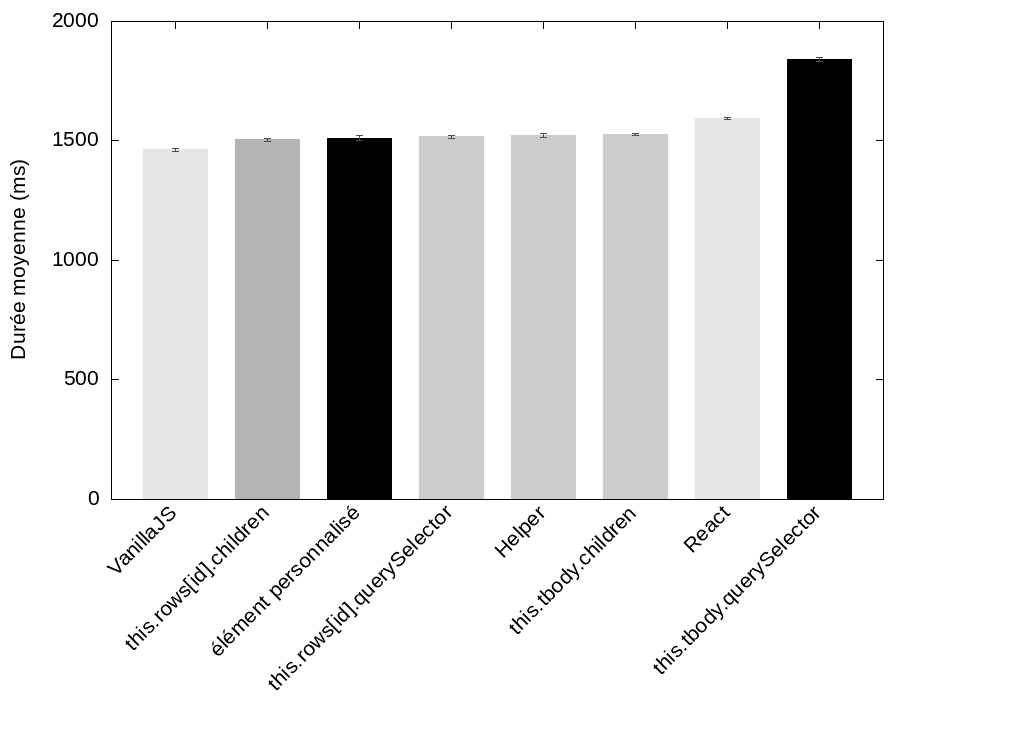 2000
1500
1000
500
0
Durée moyenne (ms)
VanillaJS
this.rows[id].children
élément personnalisé
this.rows[id].querySelector
Helper
this.tbody.children
React
this.tbody.querySelector